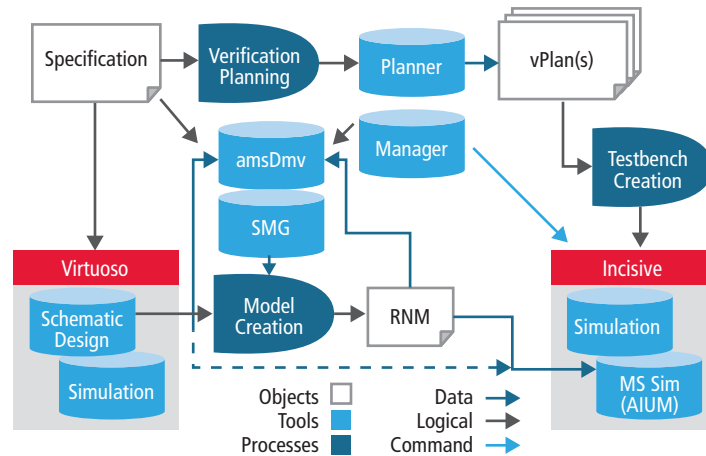 Specification
Verification
Planning
Planner
vPlan(s)
amsDmv
Manager
Testbench
Creation
SMG
Virtuoso
Incisive
Schematic
Design
Model
Creation
RNM
Simulation
Simulation
MS Sim
(AIUM)
Objects
Data
Tools
Logical
Processes
Command